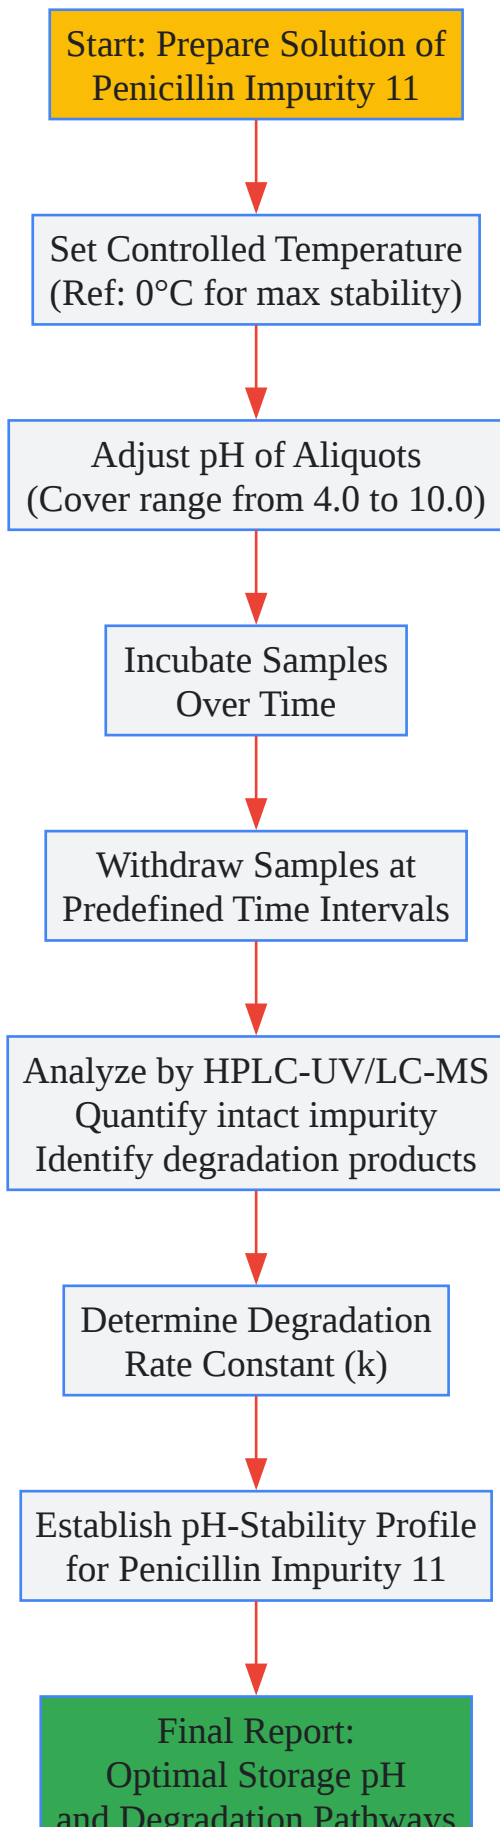 Start: Prepare Solution of
Penicillin Impurity 11
Set Controlled Temperature
(Ref: 0°C for max stability)
Adjust pH of Aliquots
(Cover range from 4.0 to 10.0)
Incubate Samples
Over Time
Withdraw Samples at
Predefined Time Intervals
Analyze by HPLC-UV/LC-MS
Quantify intact impurity
Identify degradation products
Determine Degradation
Rate Constant (k)
Establish pH-Stability Profile
for Penicillin Impurity 11
Final Report:
Optimal Storage pH
and Degradation Pathways